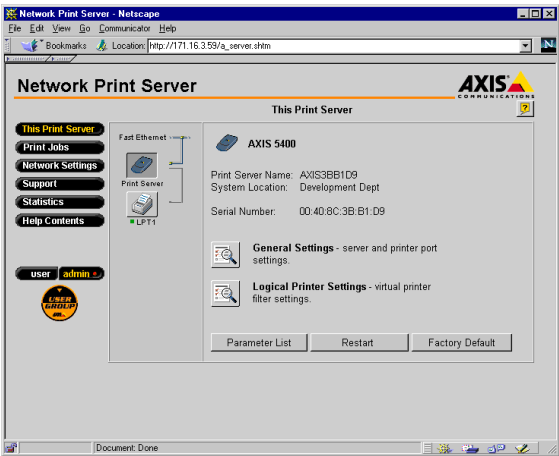 Network Print Server - Netscape
File Edit View Go Communicator Help
Bookmarks Location: http://171.16.3.59/a_server.shtm
N
Network Print Server
AXIS
COMMUNICATIONS
This Print Server
?
This Print Server
Print Jobs
Network Settings
Support
Statistics
Help Contents
user admin
USER
GROUP
Fast Ethernet
Print Server
LPT1
AXIS 5400
Print Server Name: AXIS3BB1D9
System Location: Development Dept
Serial Number: 00:40:8C:3B:B1:D9
General Settings - server and printer port
settings.
Logical Printer Settings - virtual printer
filter settings.
Parameter List Restart Factory Default
Document: Done